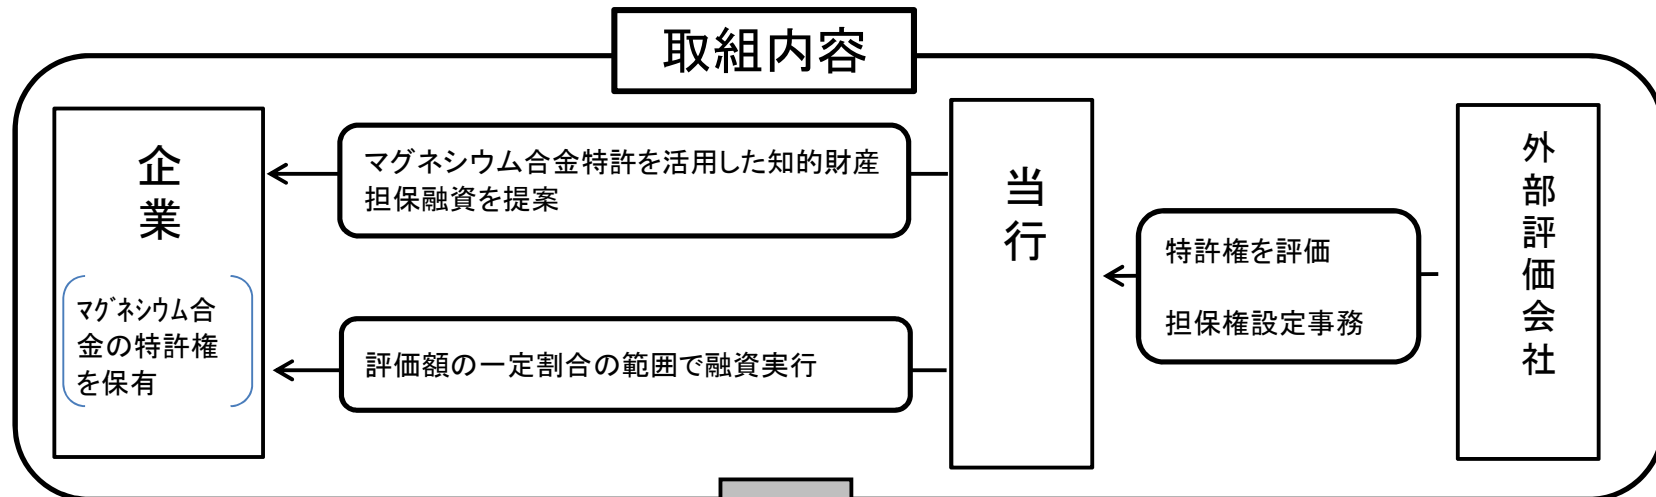 取組内容
企業
マグネシウム合
金の特許権
を保有
マグネシウム合金特許を活用した知的財産
担保融資を提案
評価額の一定割合の範囲で融資実行
当行
特許権を評価
担保権設定事務
外部評価会社